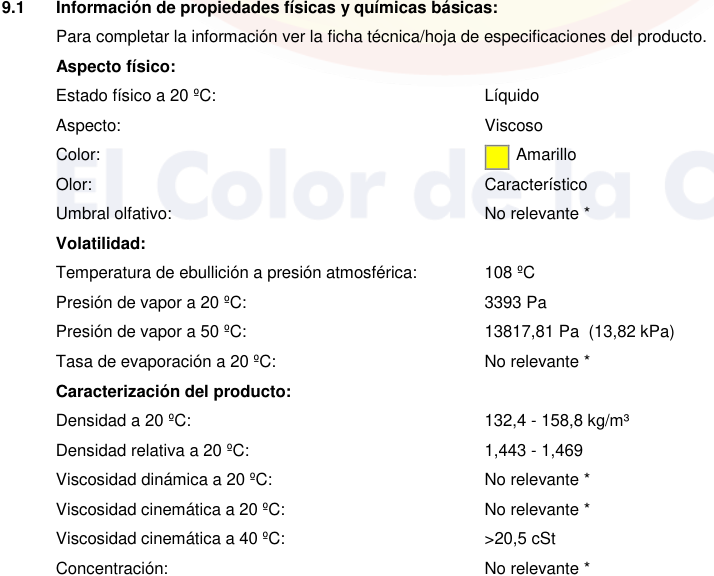 9.1 Información de propiedades físicas y químicas básicas:
Para completar la información ver la ficha técnica/hoja de especificaciones del producto.
Aspecto físico:
Estado físico a 20 ºC: Líquido
Aspecto: Viscoso
Color: Amarillo
Olor: Característico
Umbral olfativo: No relevante *
Volatilidad:
Temperatura de ebullición a presión atmosférica: 108 ºC
Presión de vapor a 20 ºC: 3393 Pa
Presión de vapor a 50 ºC: 13817,81 Pa (13,82 kPa)
Tasa de evaporación a 20 ºC: No relevante *
Caracterización del producto:
Densidad a 20 ºC: 132,4 - 158,8 kg/m³
Densidad relativa a 20 ºC: 1,443 - 1,469
Viscosidad dinámica a 20 ºC: No relevante *
Viscosidad cinemática a 20 ºC: No relevante *
Viscosidad cinemática a 40 ºC: >20,5 cSt
Concentración: No relevante *
El Color de la C